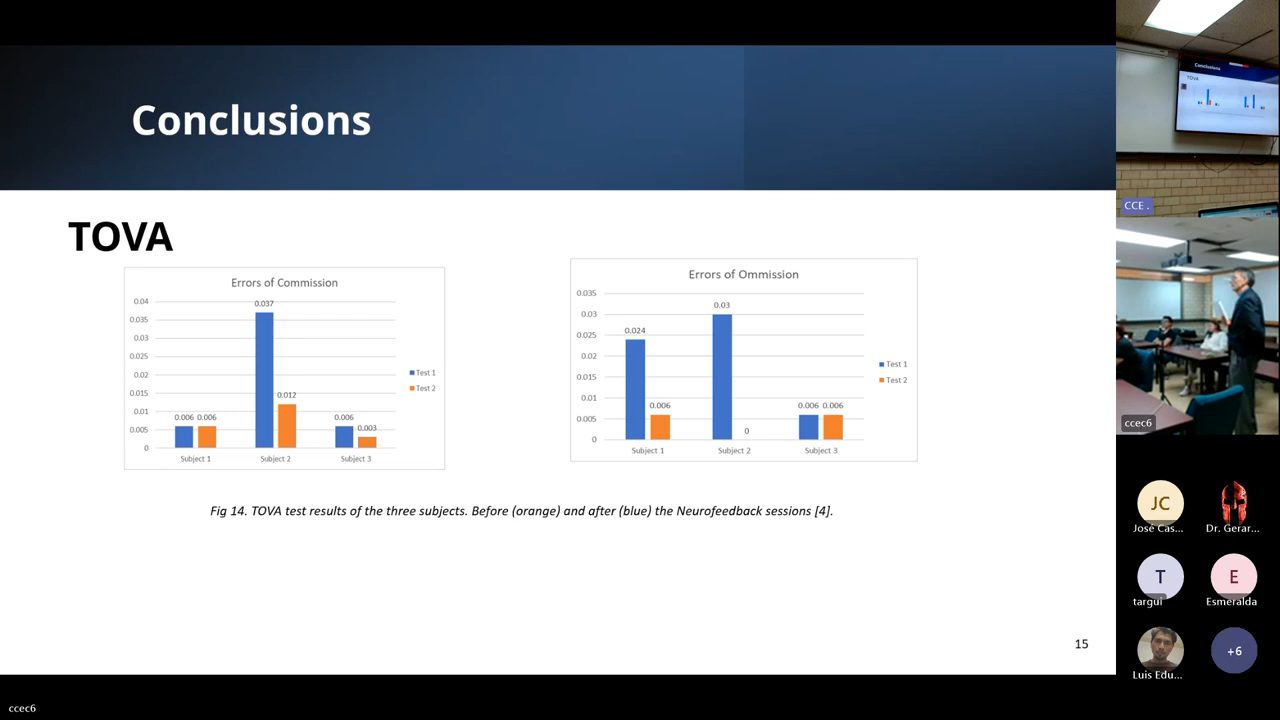 Conclusions
TOVA
Errors of Commission
0.04
0.035
0.03
0.025
0.02
0.015
0.01
0.005
0
0.006 0.006
0.037
0.012
0.006
0.003
Subject 1 Subject 2 Subject 3
Test 1
Test 2
Errors of Ommission
0.035
0.03
0.025
0.02
0.015
0.01
0.005
0
0.024
0.006
0.03
0
0.006 0.006
Subject 1 Subject 2 Subject 3
Test 1
Test 2
Fig 14. TOVA test results of the three subjects. Before (orange) and after (blue) the Neurofeedback sessions [4].
15
Conclusions
TOVA
CCE .
ccec6
JC
José Cas...
Dr. Gerar...
T
targui
E
Esmeralda
Luis Edu...
+6
ccec6